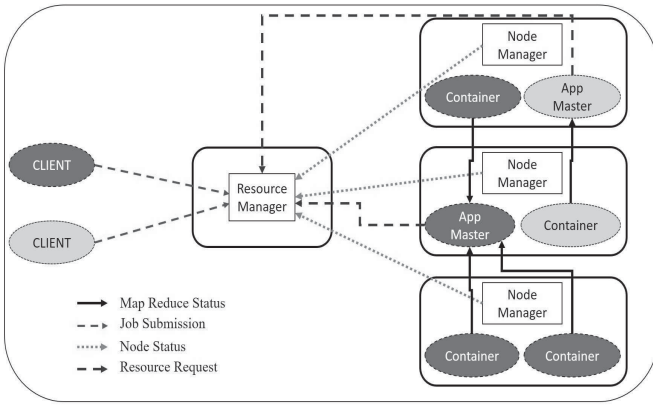 Node
Manager
Container
App
Master
CLIENT
Resource
Manager
Node
Manager
App
Master
Container
CLIENT
Node
Manager
Container
Container
Map Reduce Status
Job Submission
Node Status
Resource Request